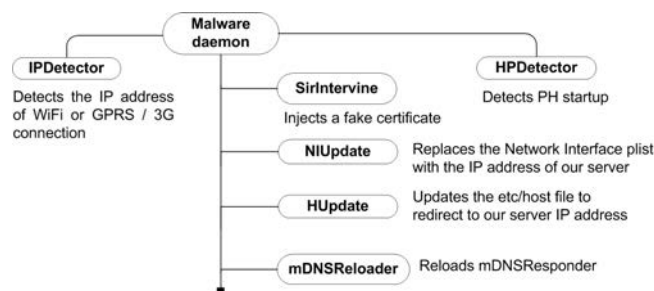 Malware
daemon
IPDetector
Detects the IP address
of WiFi or GPRS / 3G
connection
HPDetector
Detects PH startup
SirIntervine
Injects a fake certificate
NIUpdate
Replaces the Network Interface plist
with the IP address of our server
HUpdate
Updates the etc/host file to
redirect to our server IP address
mDNSReloader
Reloads mDNSResponder